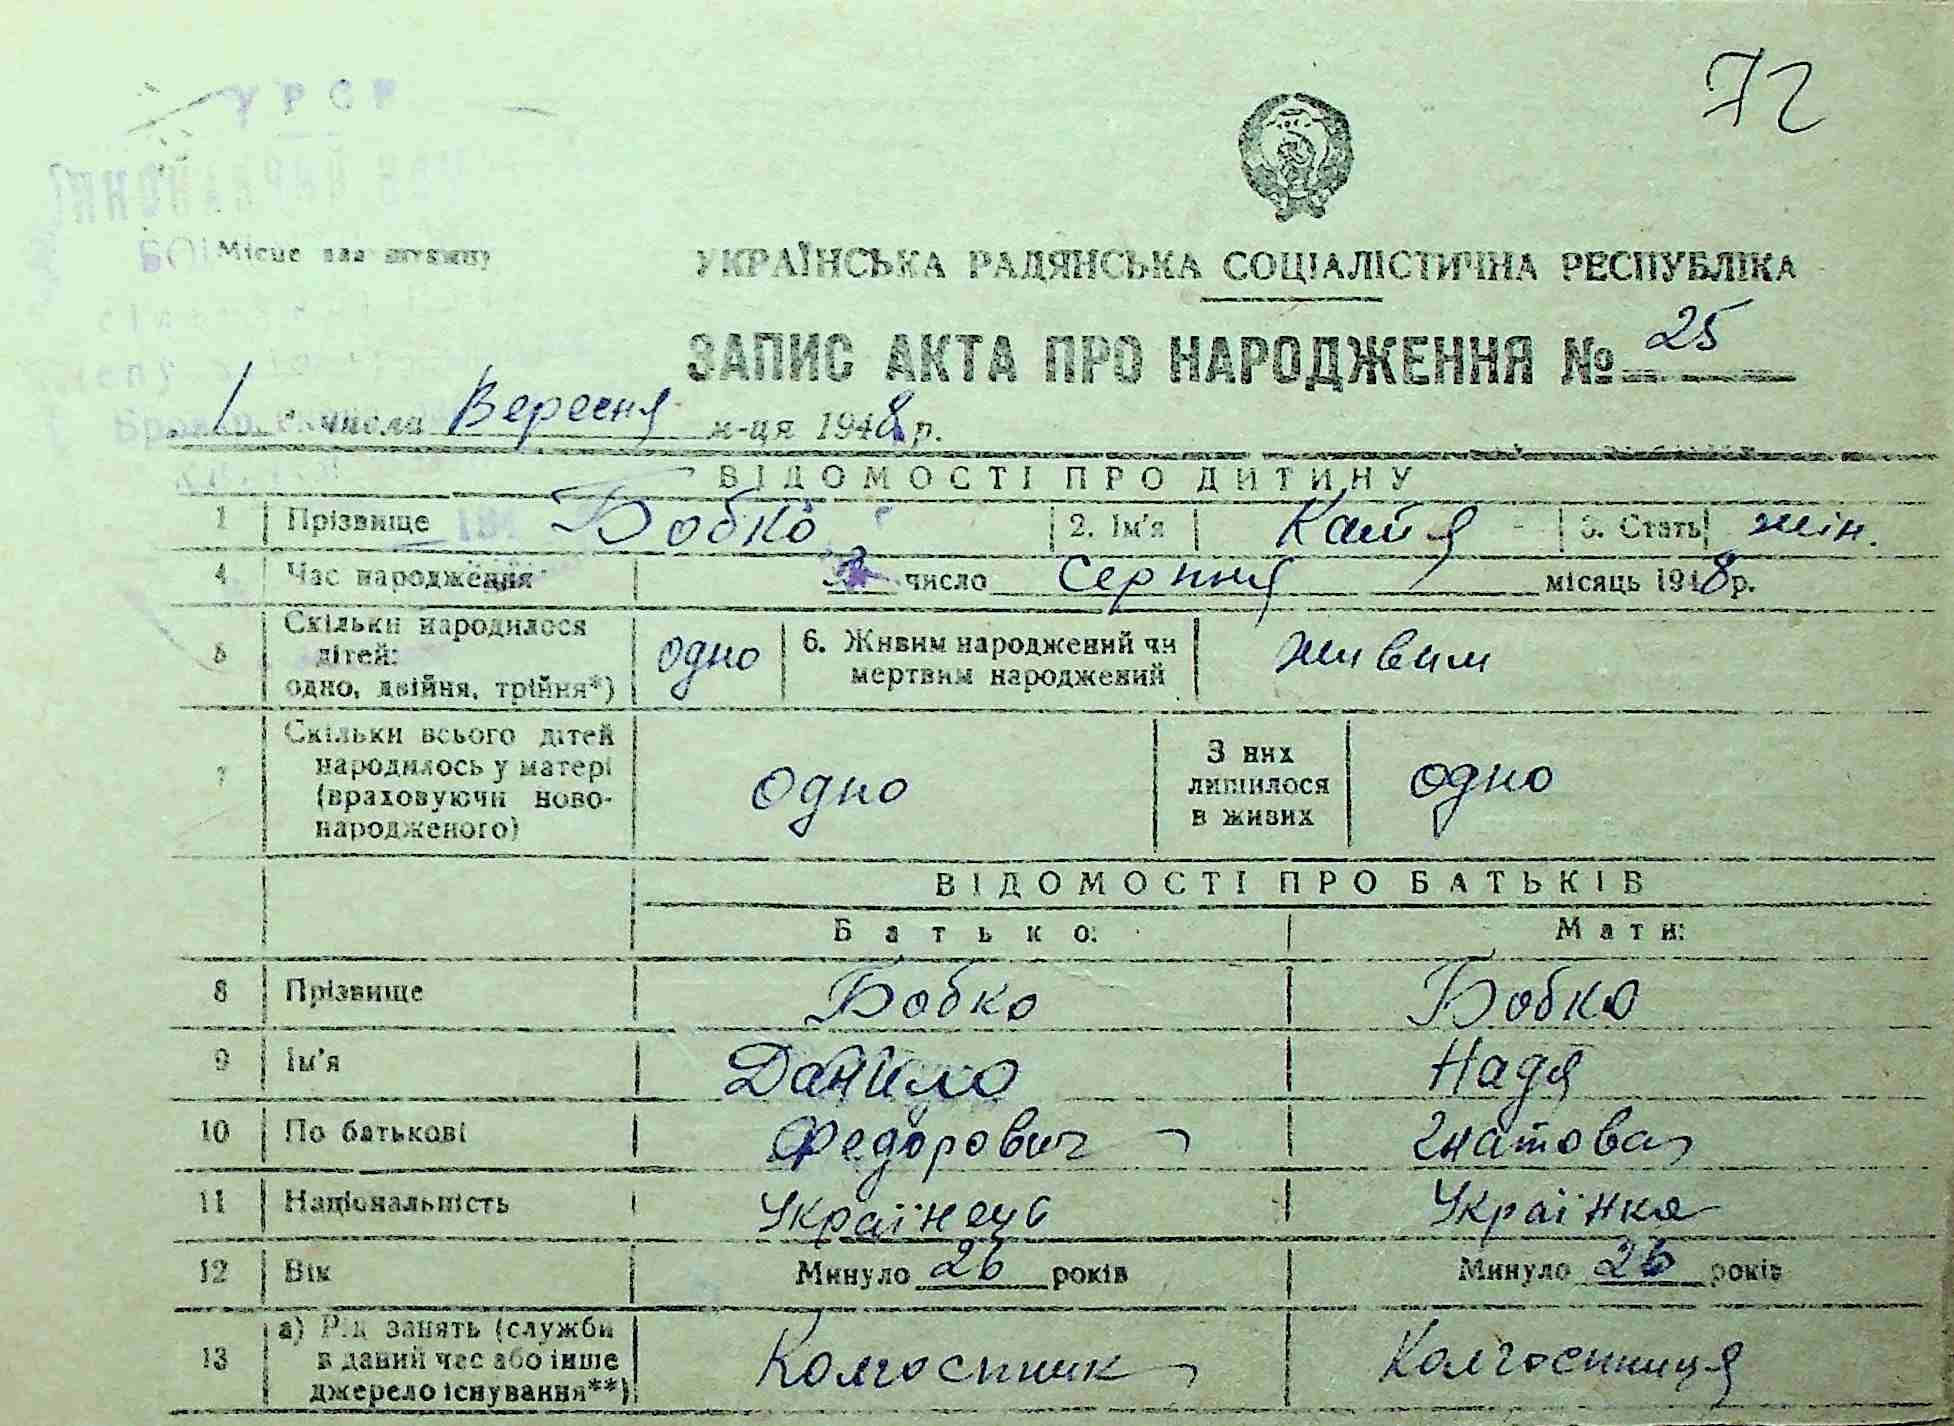 72
УРСР
Місце для штампу
УКРАЇНСЬКА РАДЯНСЬКА СОЦІАЛІСТИЧНА РЕСПУБЛІКА
ЗАПИС АКТА ПРО НАРОДЖЕННЯ № 25
1 числа Вересня м-ця 1948 р.
ВІДОМОСТІ ПРО ДИТИНУ
1 Прізвище Бобко 2. Ім'я Катя 3. Стать жін.
4 Час народження число Серпня місяць 1948 р.
5 Скільки народилося
дітей:
одно, двійня, трійня*) одно 6. Живим народжений чи
мертвим народжений живим
7 Скільки всього дітей
народилось у матері
(враховуючи ново-
народженого) одно З них
лишилося
в живих одно
ВІДОМОСТІ ПРО БАТЬКІВ
Батько: Мати:
8 Прізвище Бобко Бобко
9 Ім'я Данило Надя
10 По батькові Федорович Гнатова
11 Національність Українець Українка
12 Вік Минуло 26 років Минуло 26 років
13 а) Рід занять (служби
в даний час або інше
джерело існування**) Колгоспник Колгоспниця